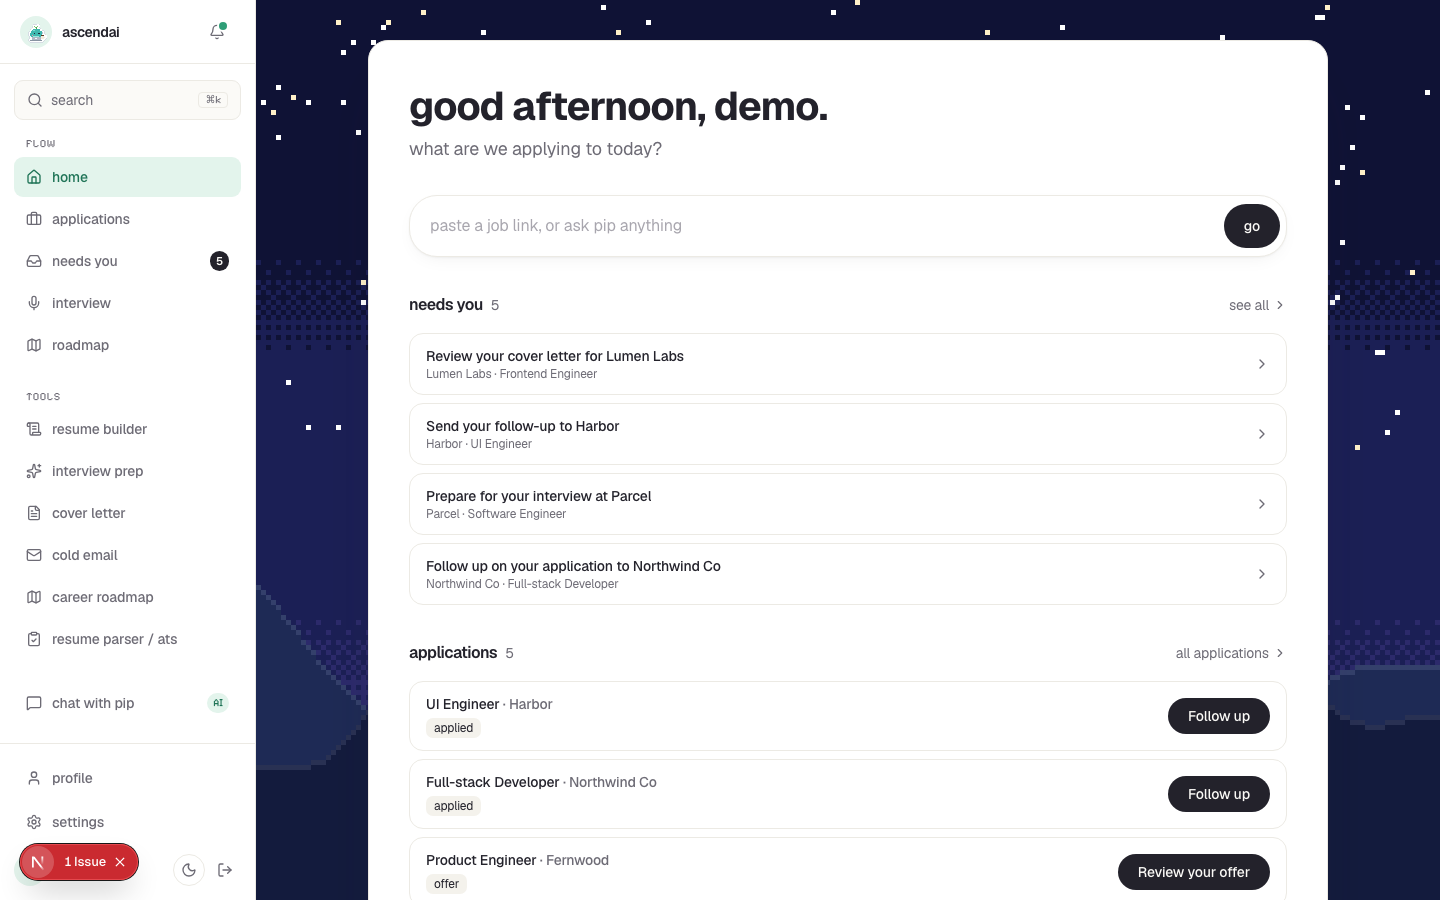 ascendai
search ⌘k
FLOW
home
applications
needs you 5
interview
roadmap
TOOLS
resume builder
interview prep
cover letter
cold email
career roadmap
resume parser / ats
chat with pip AI
profile
settings
N 1 Issue
good afternoon, demo.
what are we applying to today?
paste a job link, or ask pip anything
go
needs you 5
see all
Review your cover letter for Lumen Labs
Lumen Labs · Frontend Engineer
Send your follow-up to Harbor
Harbor · UI Engineer
Prepare for your interview at Parcel
Parcel · Software Engineer
Follow up on your application to Northwind Co
Northwind Co · Full-stack Developer
applications 5
all applications
UI Engineer · Harbor
applied
Follow up
Full-stack Developer · Northwind Co
applied
Follow up
Product Engineer · Fernwood
offer
Review your offer